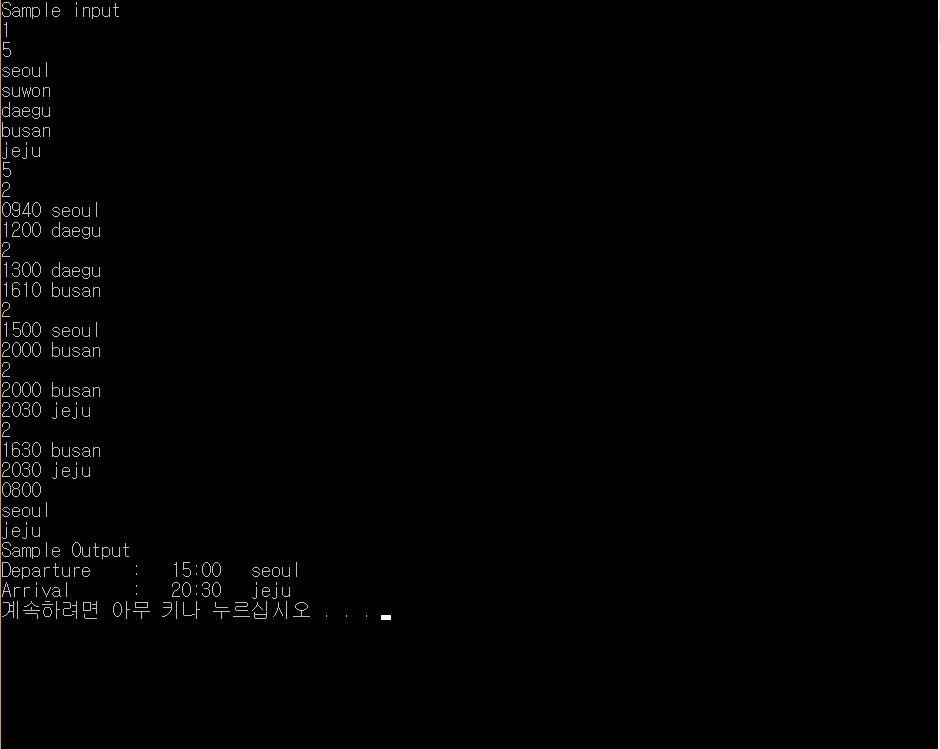 Sample input
1
5
seoul
suwon
daegu
busan
jeju
5
2
0940 seoul
1200 daegu
2
1300 daegu
1610 busan
2
1500 seoul
2000 busan
2
2000 busan
2030 jeju
2
1630 busan
2030 jeju
0800
seoul
jeju
Sample Output
Departure : 15:00 seoul
Arrival : 20:30 jeju
계속하려면 아무 키나 누르십시오 . . .